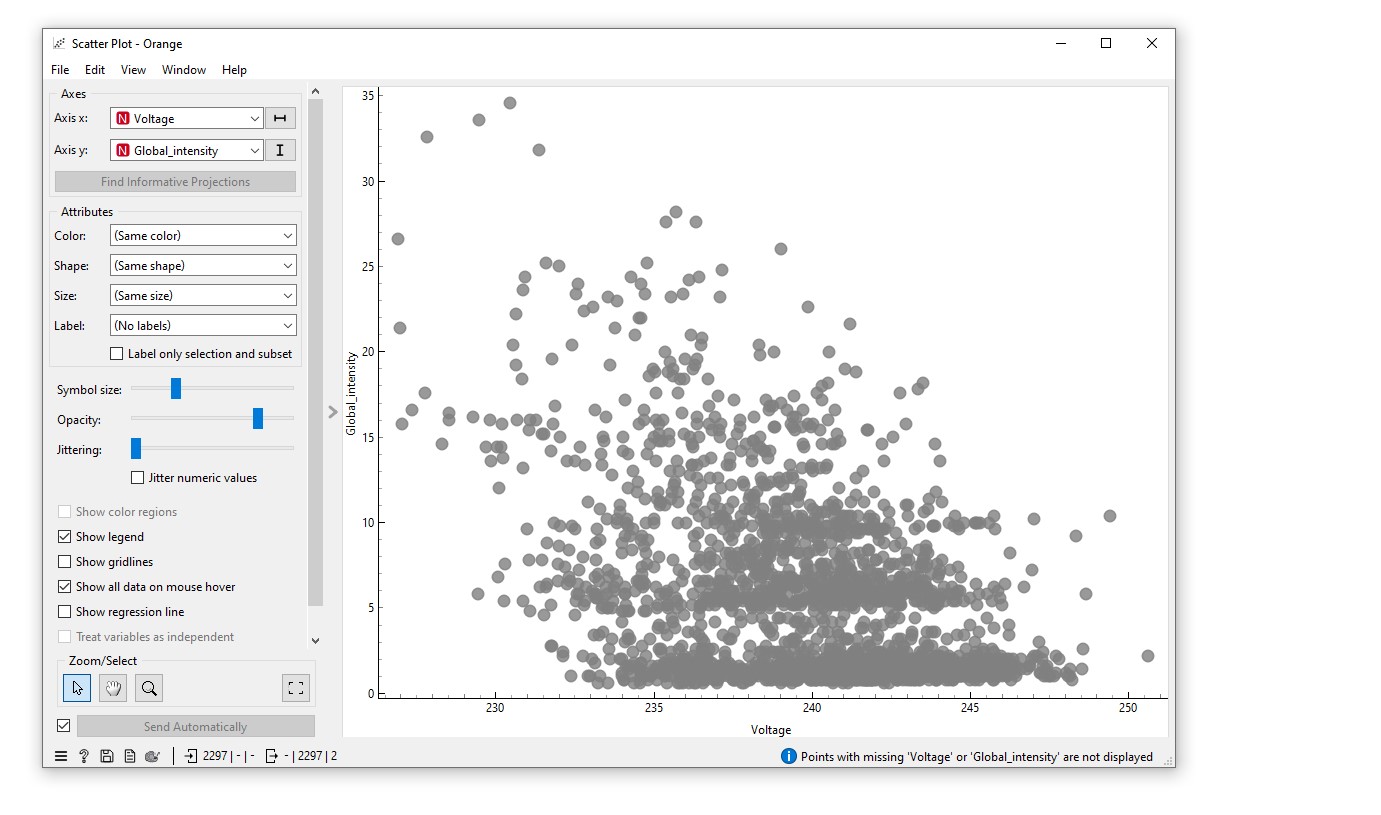 Scatter Plot - Orange
File Edit View Window Help
Axes
Axis x: N Voltage
Axis y: N Global_intensity
Find Informative Projections
Attributes
Color: (Same color)
Shape: (Same shape)
Size: (Same size)
Label: (No labels)
Label only selection and subset
Symbol size:
Opacity:
Jittering:
Jitter numeric values
Show color regions
Show legend
Show gridlines
Show all data on mouse hover
Show regression line
Treat variables as independent
Zoom/Select
Send Automatically
35
30
25
20
15
10
5
0
Global_intensity
230 235 240 245 250
Voltage
2297 | - | - - | 2297 | 2
Points with missing 'Voltage' or 'Global_intensity' are not displayed